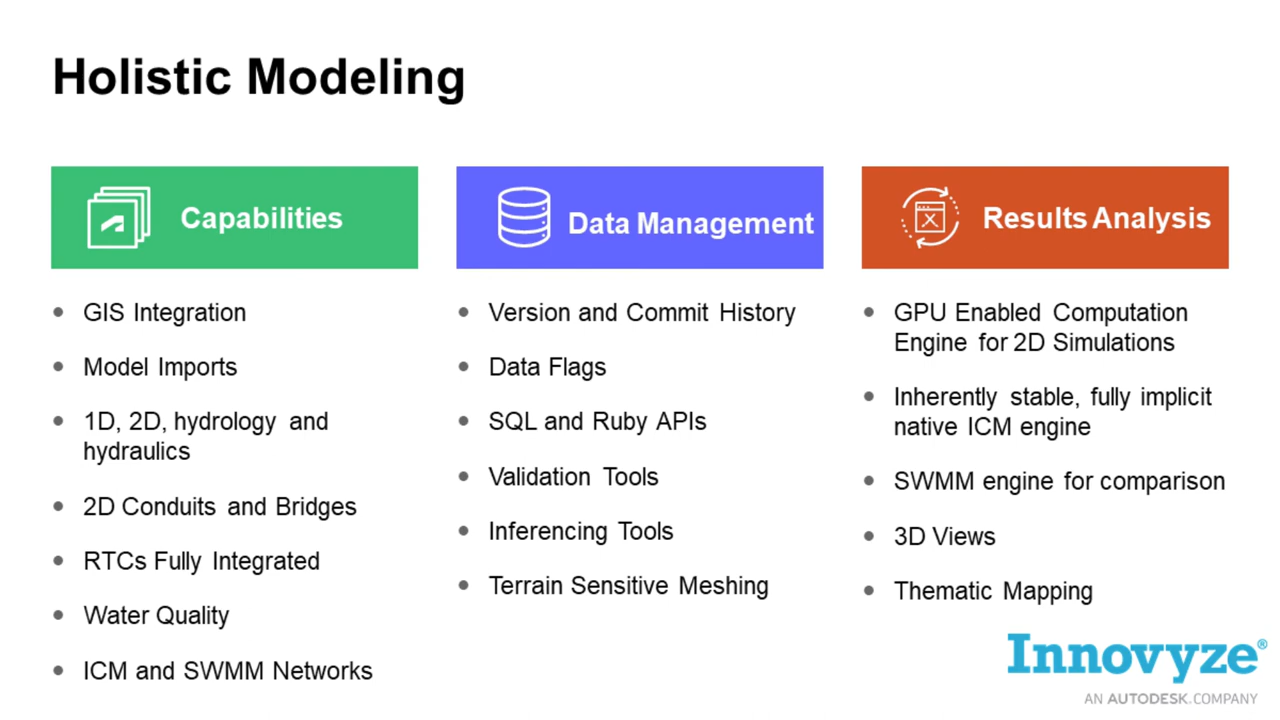 Holistic Modeling
Capabilities
GIS Integration
Model Imports
1D, 2D, hydrology and
hydraulics
2D Conduits and Bridges
RTCs Fully Integrated
Water Quality
ICM and SWMM Networks
Data Management
Version and Commit History
Data Flags
SQL and Ruby APIs
Validation Tools
Inferencing Tools
Terrain Sensitive Meshing
Results Analysis
GPU Enabled Computation
Engine for 2D Simulations
Inherently stable, fully implicit
native ICM engine
SWMM engine for comparison
3D Views
Thematic Mapping
Innovyze®
AN AUTODESK. COMPANY